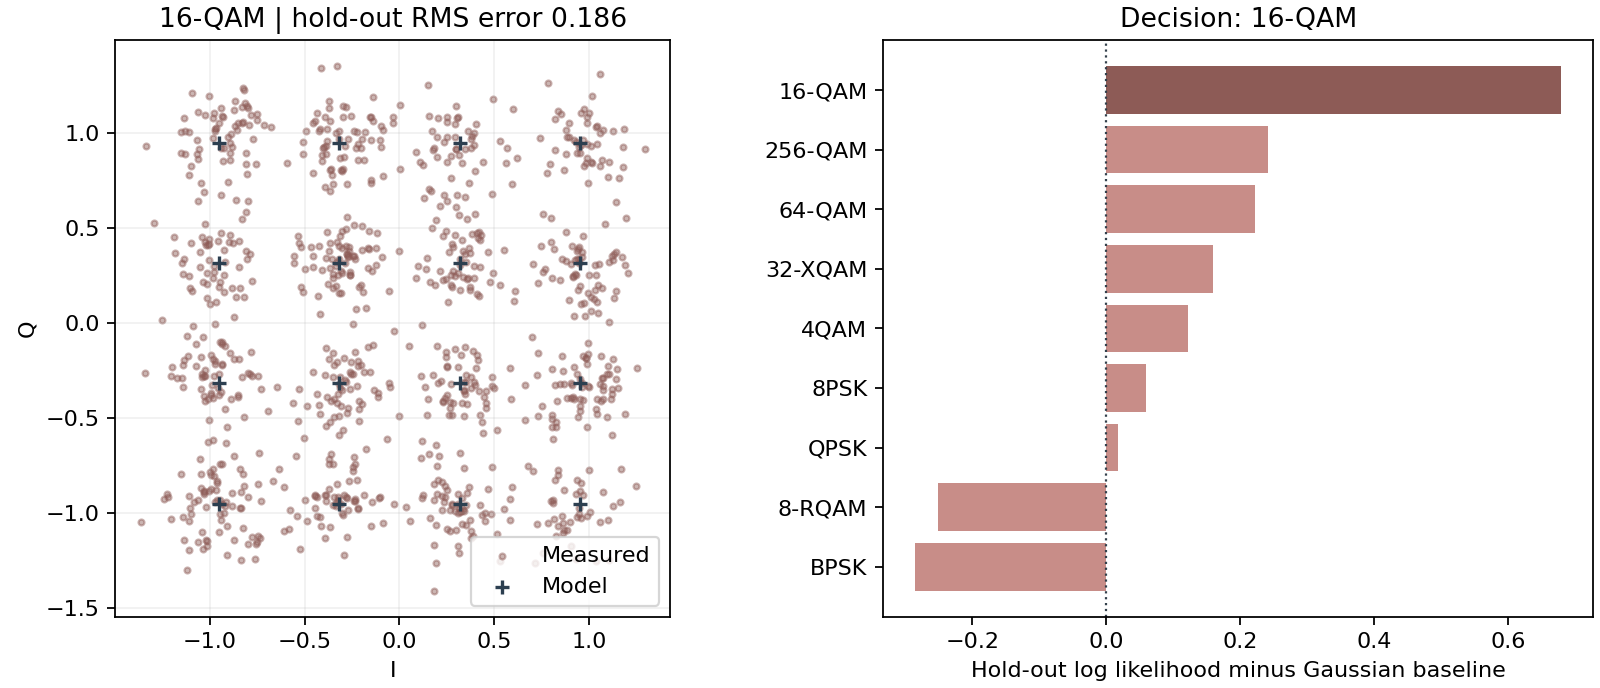 16-QAM | hold-out RMS error 0.186
1.0
0.5
0.0
−0.5
−1.0
−1.5
Q
−1.0
−0.5
0.0
0.5
1.0
I
Measured
Model
Decision: 16-QAM
16-QAM
256-QAM
64-QAM
32-XQAM
4QAM
8PSK
QPSK
8-RQAM
BPSK
−0.2
0.0
0.2
0.4
0.6
Hold-out log likelihood minus Gaussian baseline